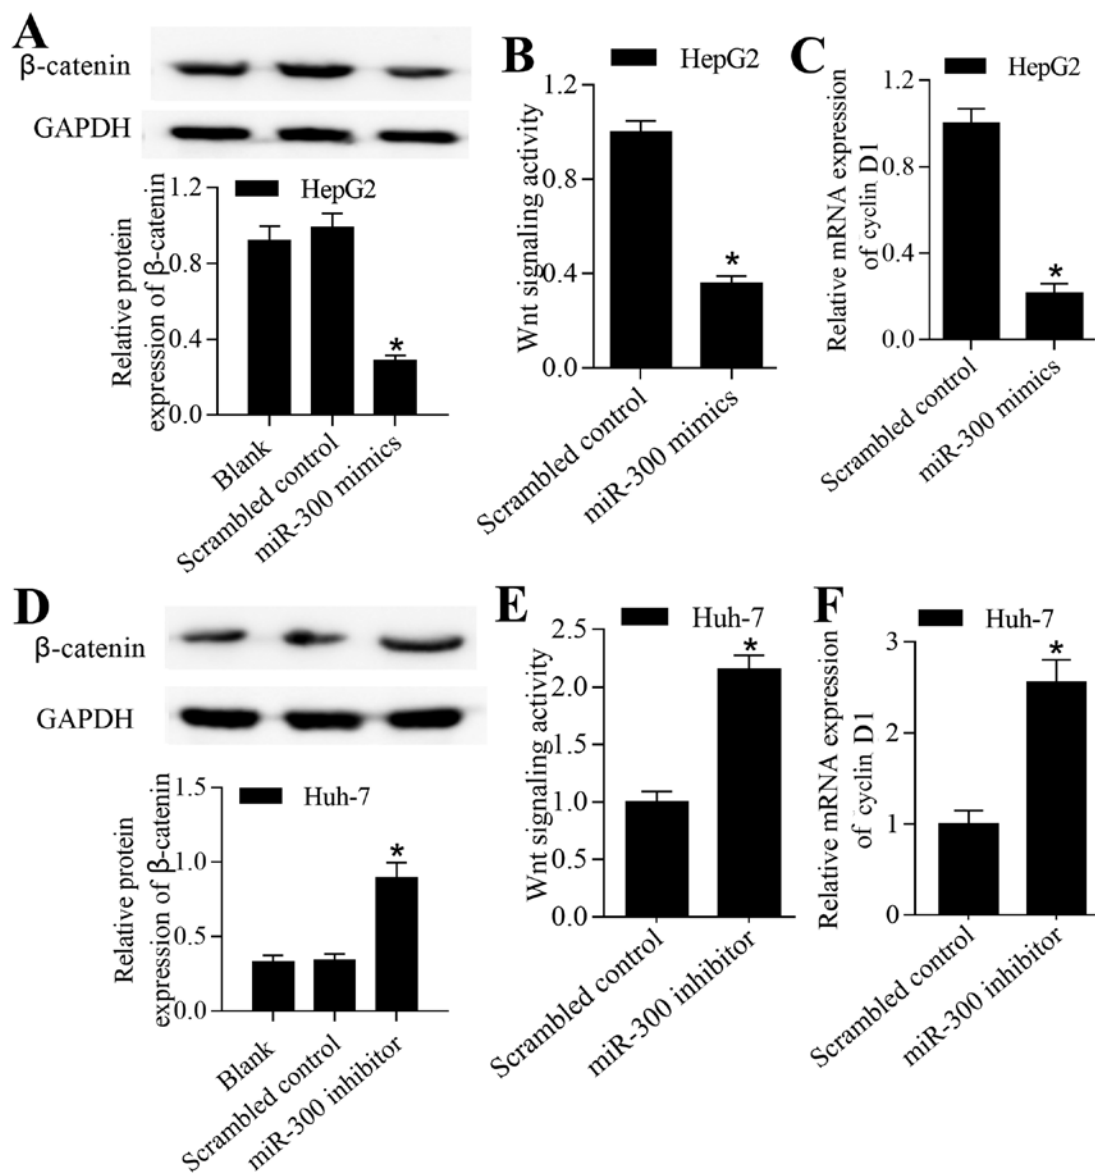 A
β-catenin
GAPDH
HepG2
Relative protein
expression of β-catenin
1.2
0.8
0.4
0.0
*
Blank
Scrambled control
miR-300 mimics
B
HepG2
Wnt signaling activity
1.2
0.8
0.4
0.0
*
Scrambled control
miR-300 mimics
C
HepG2
Relative mRNA expression
of cyclin D1
1.2
0.8
0.4
0.0
*
Scrambled control
miR-300 mimics
D
β-catenin
GAPDH
Huh-7
Relative protein
expression of β-catenin
1.5
1.0
0.5
0.0
*
Blank
Scrambled control
miR-300 inhibitor
E
Huh-7
Wnt signaling activity
2.5
2.0
1.5
1.0
0.5
0.0
*
Scrambled control
miR-300 inhibitor
F
Huh-7
Relative mRNA expression
of cyclin D1
3
2
1
0
*
Scrambled control
miR-300 inhibitor